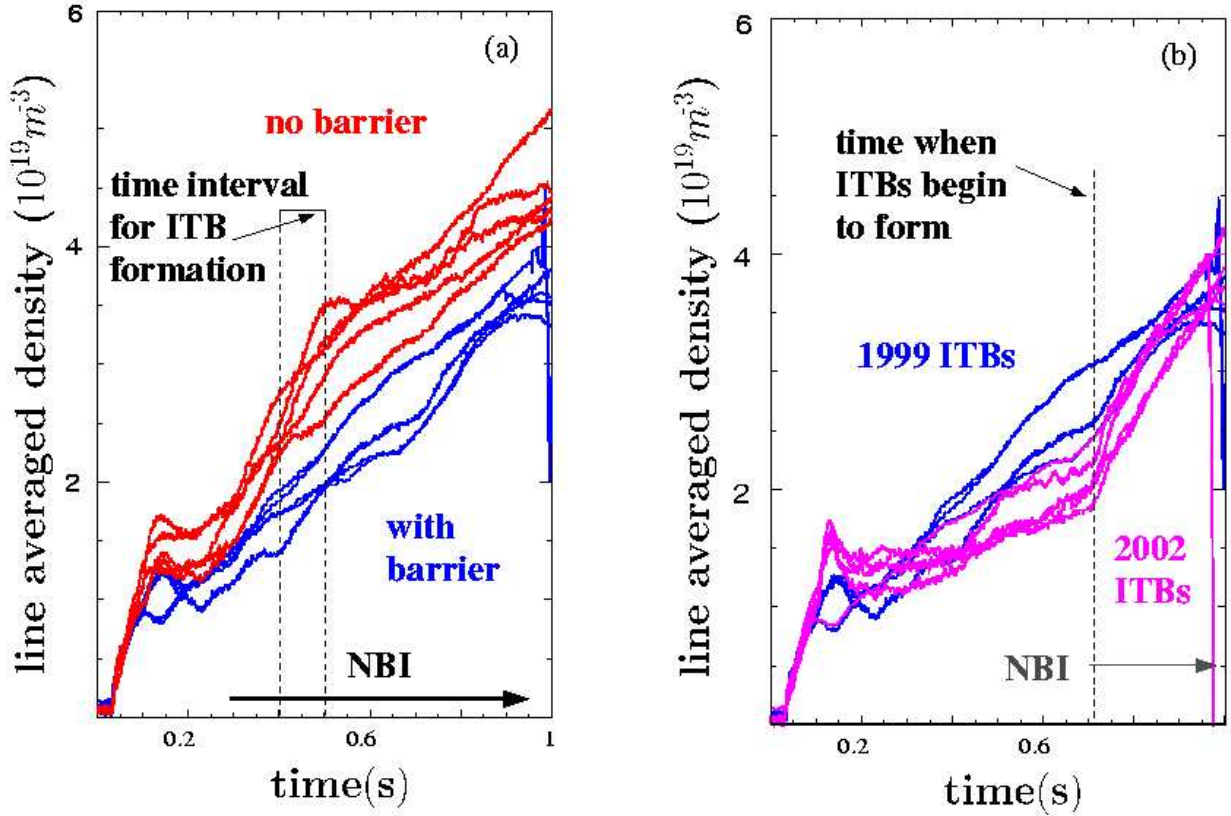 line averaged density (10^19 m^-3)
6
4
2
(a)
no barrier
time interval
for ITB
formation
with
barrier
NBI
0.2
0.6
1
time(s)
line averaged density (10^19 m^-3)
6
4
2
(b)
time when
ITBs begin
to form
1999 ITBs
2002
ITBs
NBI
0.2
0.6
time(s)